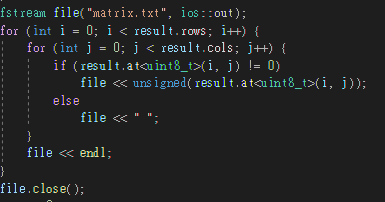 fstream file("matrix.txt", ios::out);
for (int i = 0; i < result.rows; i++) {
    for (int j = 0; j < result.cols; j++) {
        if (result.at<uint8_t>(i, j) != 0)
            file << unsigned(result.at<uint8_t>(i, j));
        else
            file << " ";
    }
    file << endl;
}
file.close();